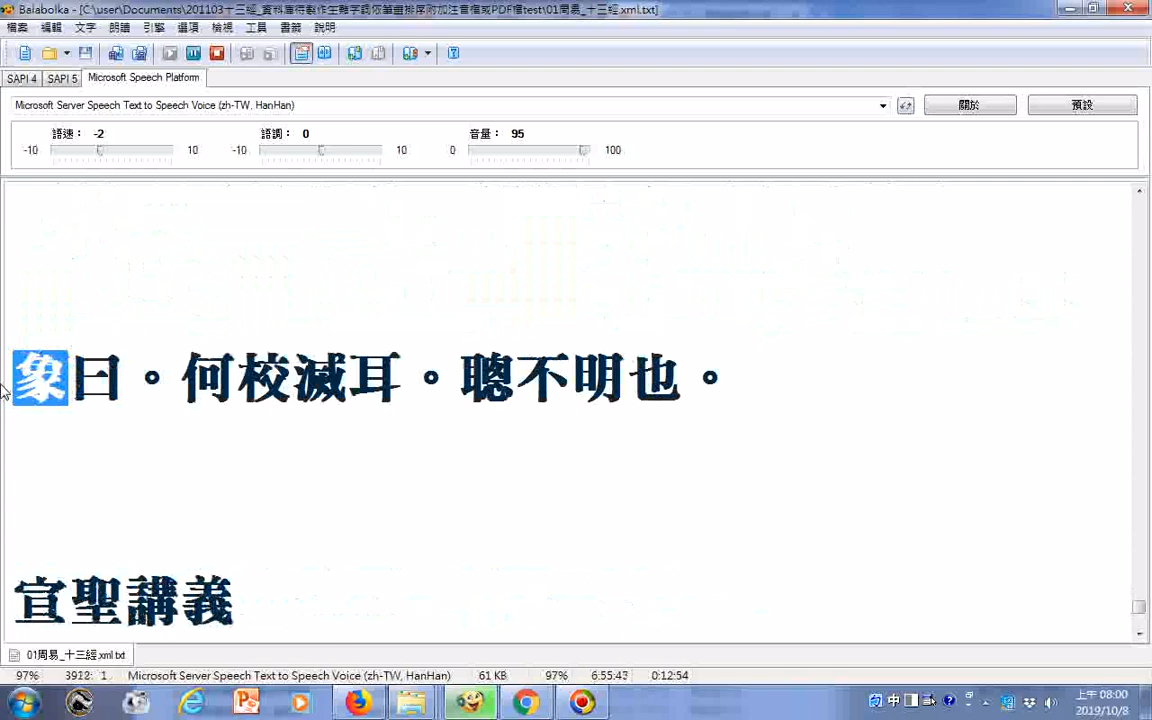 Balabolka - [C:\user\Documents\201103十三經_資料庫待製作生難字調依筆畫排序附加注音檔或PDF檔test\01周易_十三經.xml.txt]
檔案 編輯 文字 朗讀 引擎 選項 檢視 工具 書籤 說明
SAPI 4 SAPI 5 Microsoft Speech Platform
Microsoft Server Speech Text to Speech Voice (zh-TW, HanHan) 關於 預設
語速： -2 語調： 0 音量： 95
-10 10 -10 10 0 100
象曰。何校滅耳。聰不明也。
宣聖講義
01周易_十三經.xml.txt
97% 3912: 1 Microsoft Server Speech Text to Speech Voice (zh-TW, HanHan) 61 KB 97% 6:55:43 0:12:54
中 上午 08:00
2019/10/8